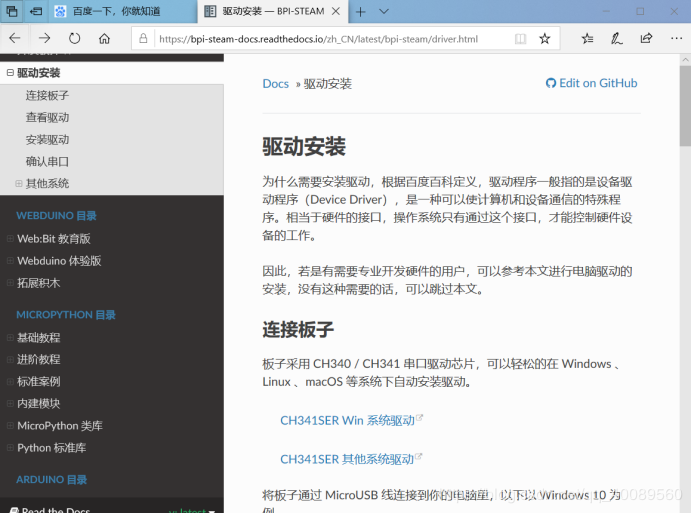 百度一下，你就知道
驱动安装 — BPI-STEAM
https://bpi-steam-docs.readthedocs.io/zh_CN/latest/bpi-steam/driver.html
驱动安装
连接板子
查看驱动
安装驱动
确认串口
其他系统
WEBDUINO 目录
Web:Bit 教育版
Webduino 体验版
拓展积木
MICROPYTHON 目录
基础教程
进阶教程
标准案例
内建模块
MicroPython 类库
Python 标准库
ARDUINO 目录
Read the Docs
v: latest
Docs » 驱动安装
Edit on GitHub
驱动安装
为什么需要安装驱动，根据百度百科定义，驱动程序一般指的是设备驱
动程序（Device Driver），是一种可以使计算机和设备通信的特殊程
序。相当于硬件的接口，操作系统只有通过这个接口，才能控制硬件设
备的工作。
因此，若是有需要专业开发硬件的用户，可以参考本文进行电脑驱动的
安装，没有这种需要的话，可以跳过本文。
连接板子
板子采用 CH340 / CH341 串口驱动芯片，可以轻松的在 Windows 、
Linux 、macOS 等系统下自动安装驱动。
CH341SER Win 系统驱动
CH341SER 其他系统驱动
将板子通过 MicroUSB 线连接到你的电脑里，以下以 Windows 10 为
例